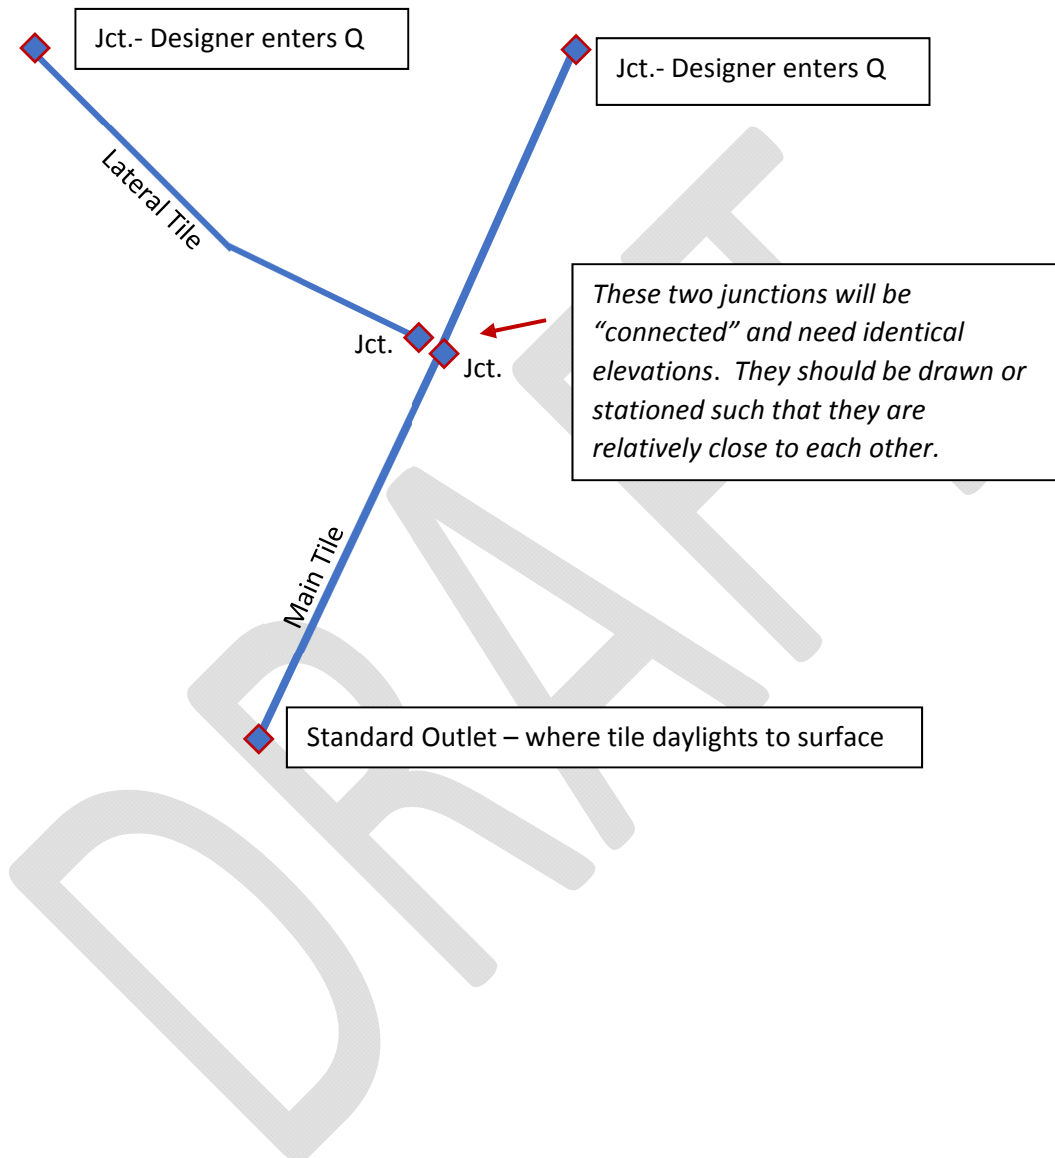 Jct.- Designer enters Q
Jct.- Designer enters Q
Lateral Tile
These two junctions will be
“connected” and need identical
elevations.  They should be drawn or
stationed such that they are
relatively close to each other.
Jct.
Jct.
Main Tile
Standard Outlet – where tile daylights to surface
DRAFT